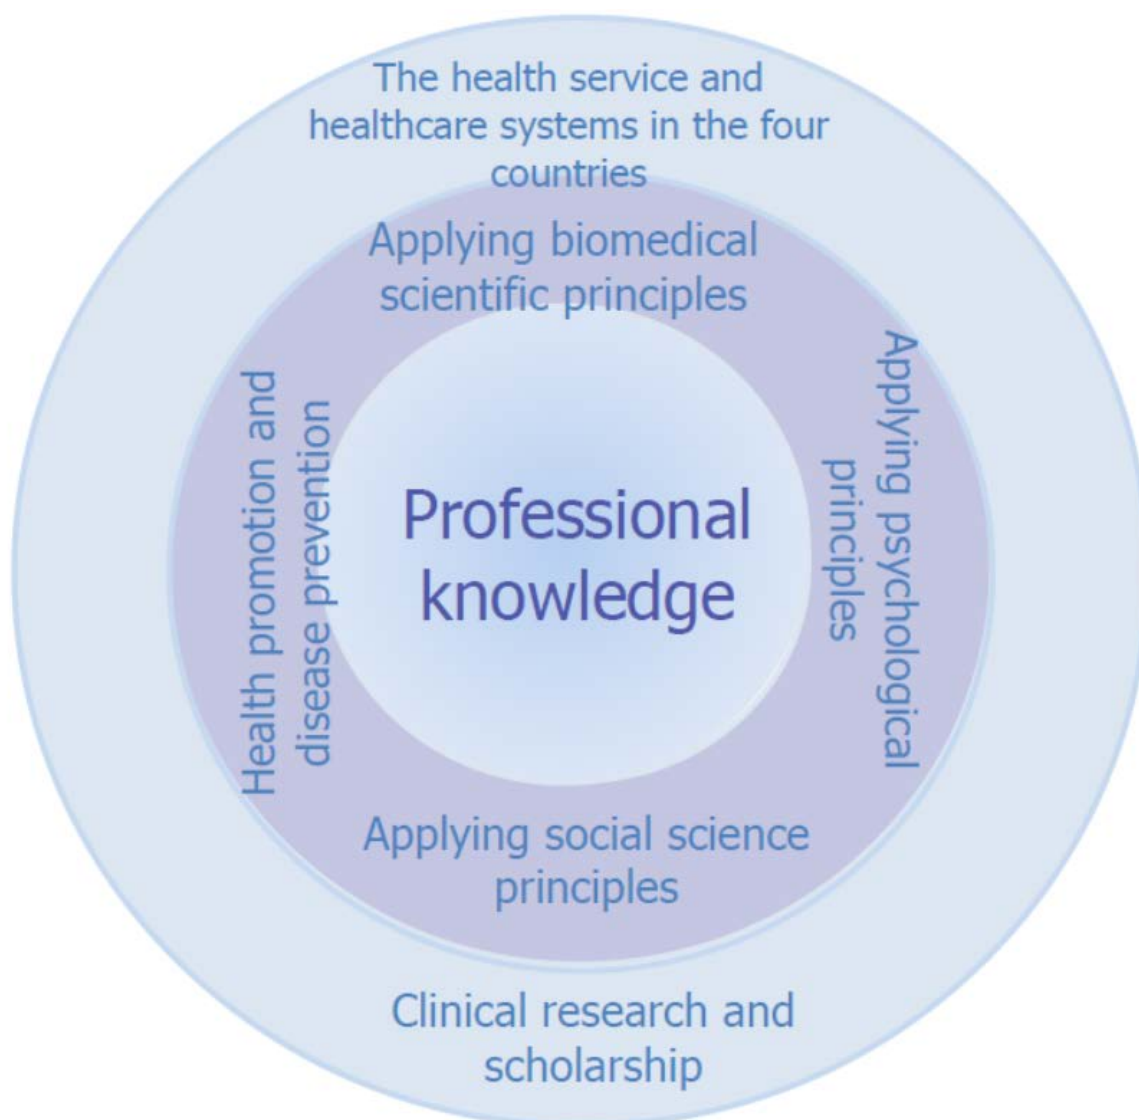 The health service and
healthcare systems in the four
countries
Applying biomedical
scientific principles
Health promotion and
disease prevention
Professional
knowledge
Applying psychological
principles
Applying social science
principles
Clinical research and
scholarship